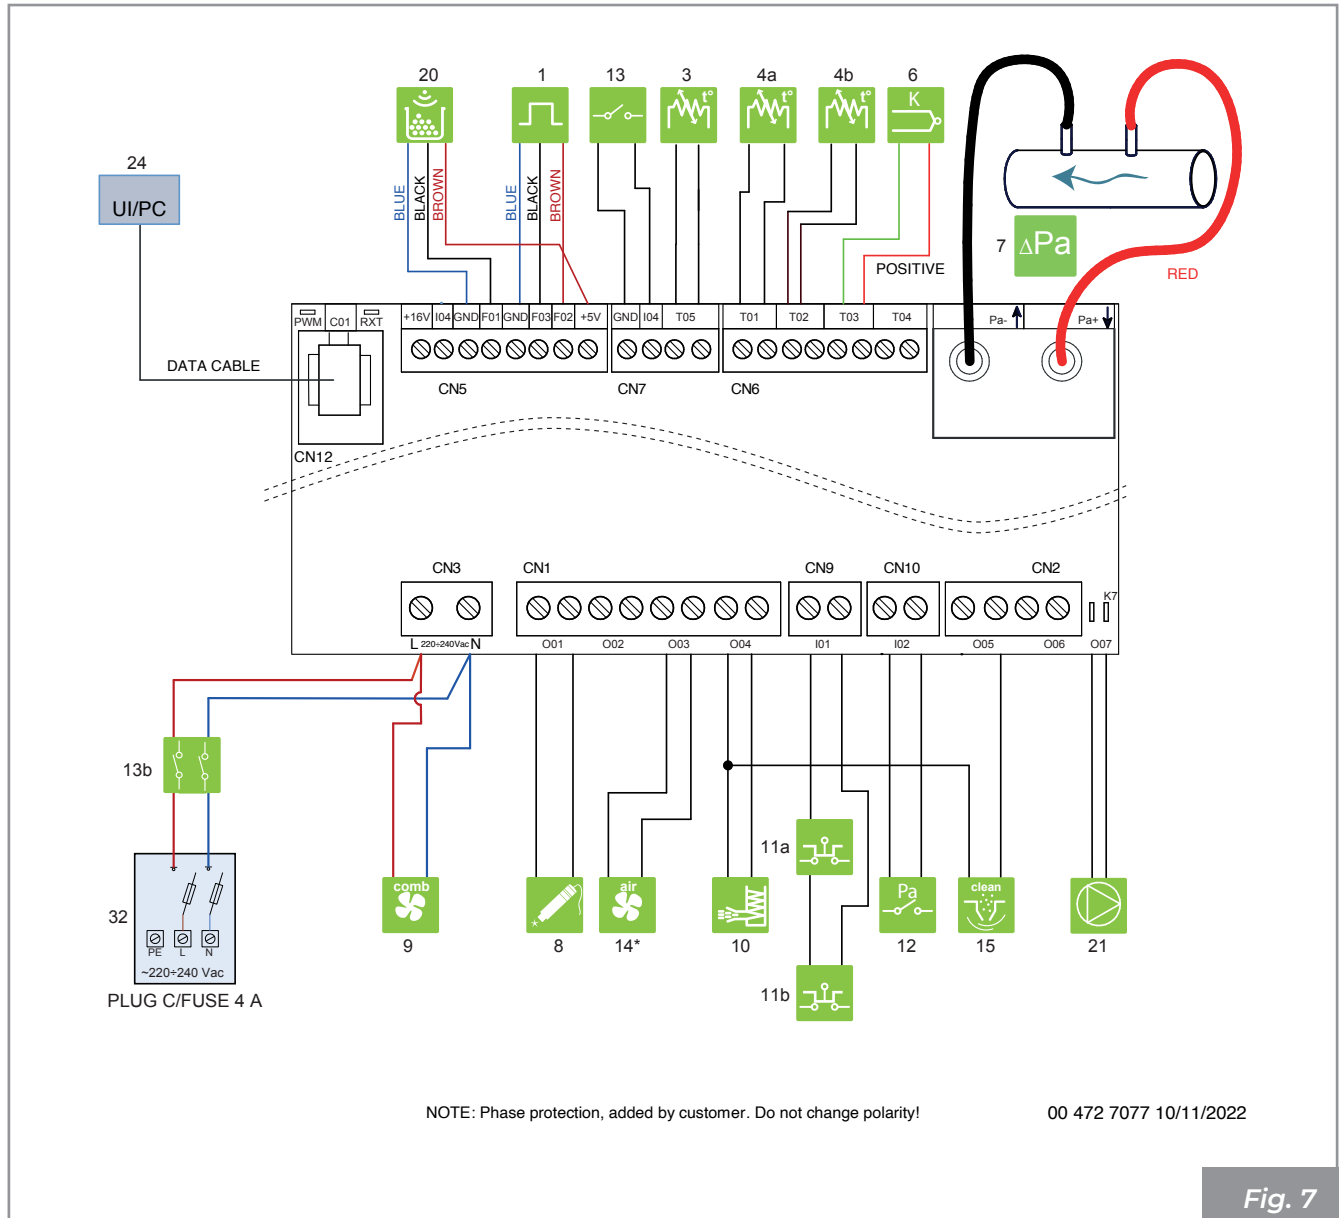 20 1 13 3 4a 4b 6
t° t° t° K
24
UI/PC
BLUE BLACK BROWN BLUE BLACK BROWN
7 ΔPa
POSITIVE
RED
PWM C01 RXT +16V I04 GND F01 GND F03 F02 +5V GND I04 T05 T01 T02 T03 T04 Pa- Pa+
DATA CABLE
CN5 CN7 CN6
CN12
CN3 CN1 CN9 CN10 CN2
K7
L 220÷240Vac N O01 O02 O03 O04 I01 I02 O05 O06 O07
13b
11a
comb air Pa clean
32
9 8 14* 10 12 15 21
PE L N
~220÷240 Vac
PLUG C/FUSE 4 A
11b
NOTE: Phase protection, added by customer. Do not change polarity!
00 472 7077 10/11/2022
Fig. 7